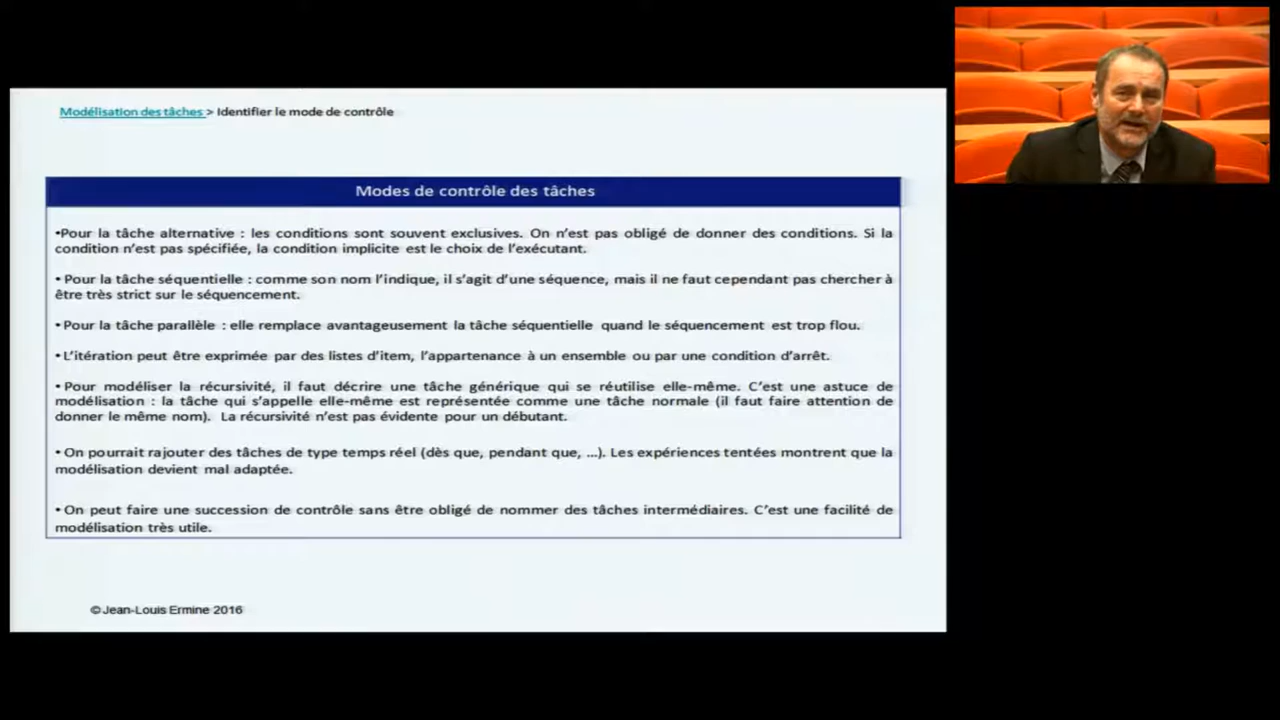 Modélisation des tâches > Identifier le mode de contrôle
Modes de contrôle des tâches
•Pour la tâche alternative : les conditions sont souvent exclusives. On n'est pas obligé de donner des conditions. Si la
condition n'est pas spécifiée, la condition implicite est le choix de l'exécutant.
• Pour la tâche séquentielle : comme son nom l'indique, il s'agit d'une séquence, mais il ne faut cependant pas chercher à
être très strict sur le séquencement.
• Pour la tâche parallèle : elle remplace avantageusement la tâche séquentielle quand le séquencement est trop flou.
• L'itération peut être exprimée par des listes d'item, l'appartenance à un ensemble ou par une condition d'arrêt.
• Pour modéliser la récursivité, il faut décrire une tâche générique qui se réutilise elle-même. C'est une astuce de
modélisation : la tâche qui s'appelle elle-même est représentée comme une tâche normale (il faut faire attention de
donner le même nom). La récursivité n'est pas évidente pour un débutant.
• On pourrait rajouter des tâches de type temps réel (dès que, pendant que, ...). Les expériences tentées montrent que la
modélisation devient mal adaptée.
• On peut faire une succession de contrôle sans être obligé de nommer des tâches intermédiaires. C'est une facilité de
modélisation très utile.
©Jean-Louis Ermine 2016